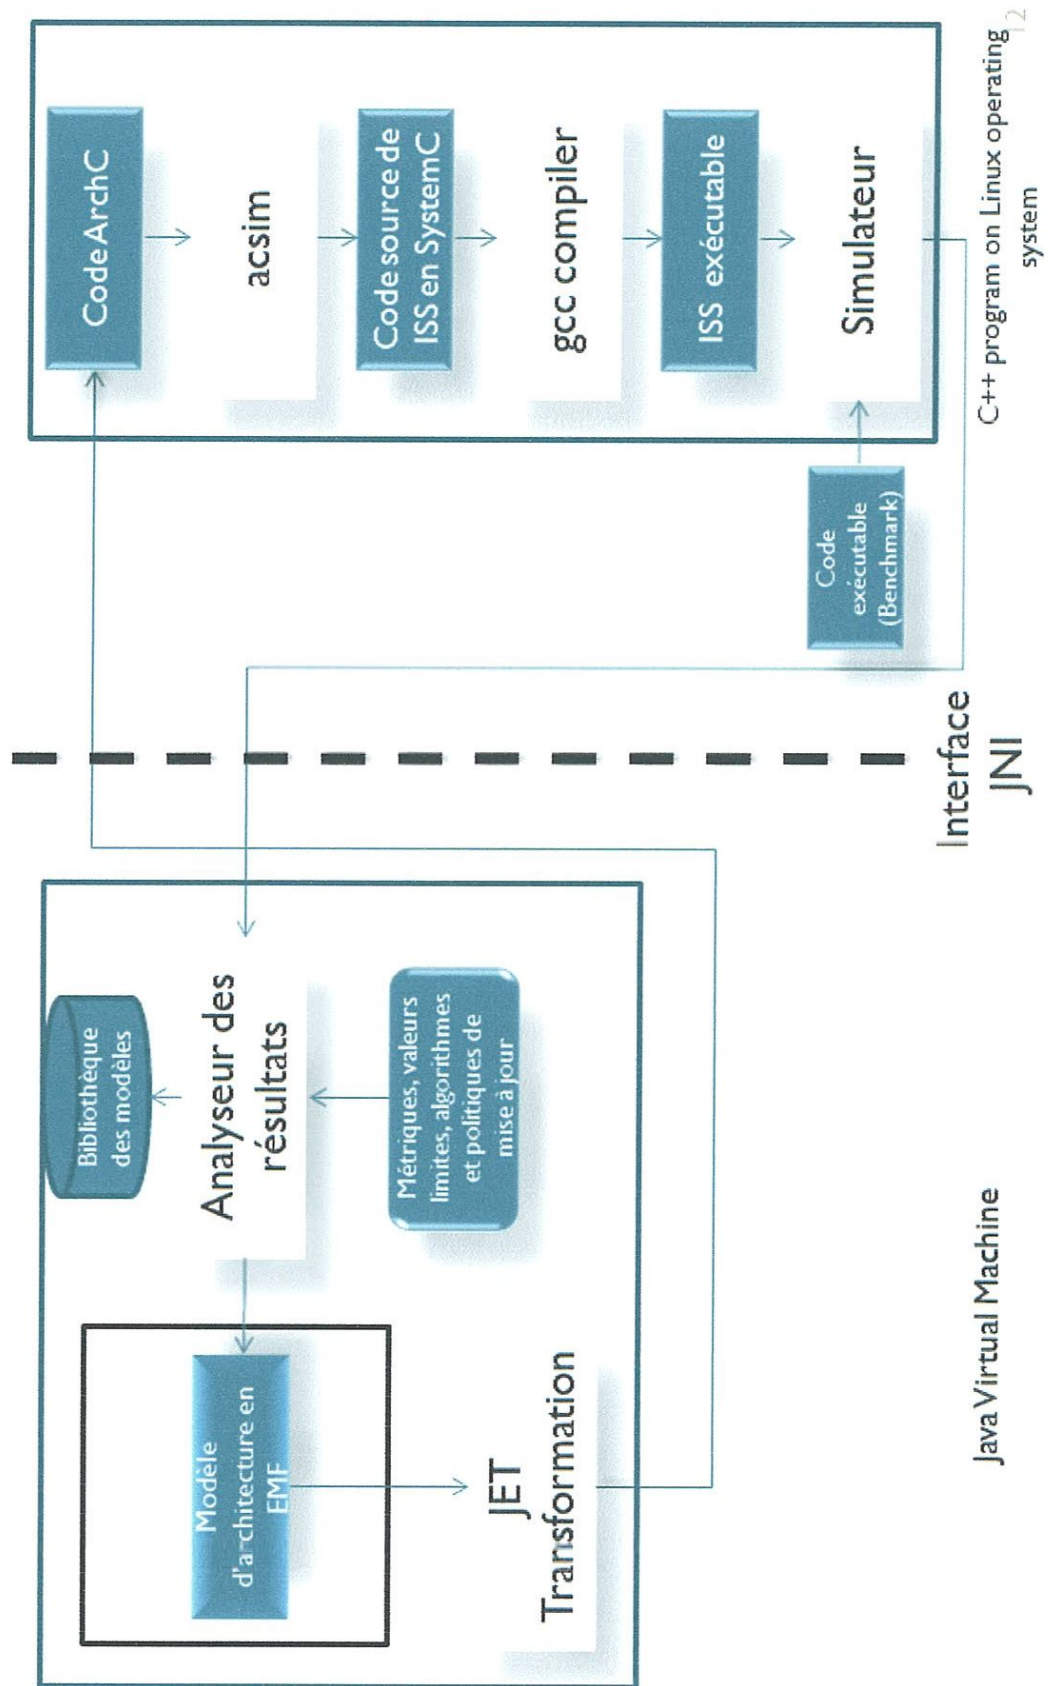 Modèle
d'architecture en
EMF
JET
Transformation
Analyseur des
résultats
Bibliothèque
des modèles
Métriques, valeurs
limites, algorithmes
et politiques de
mise à jour
Java Virtual Machine
Interface
JNI
Code ArchC
acsim
Code source de
ISS en SystemC
gcc compiler
ISS exécutable
Simulateur
Code
exécutable
(Benchmark)
C++ program on Linux operating
system
12